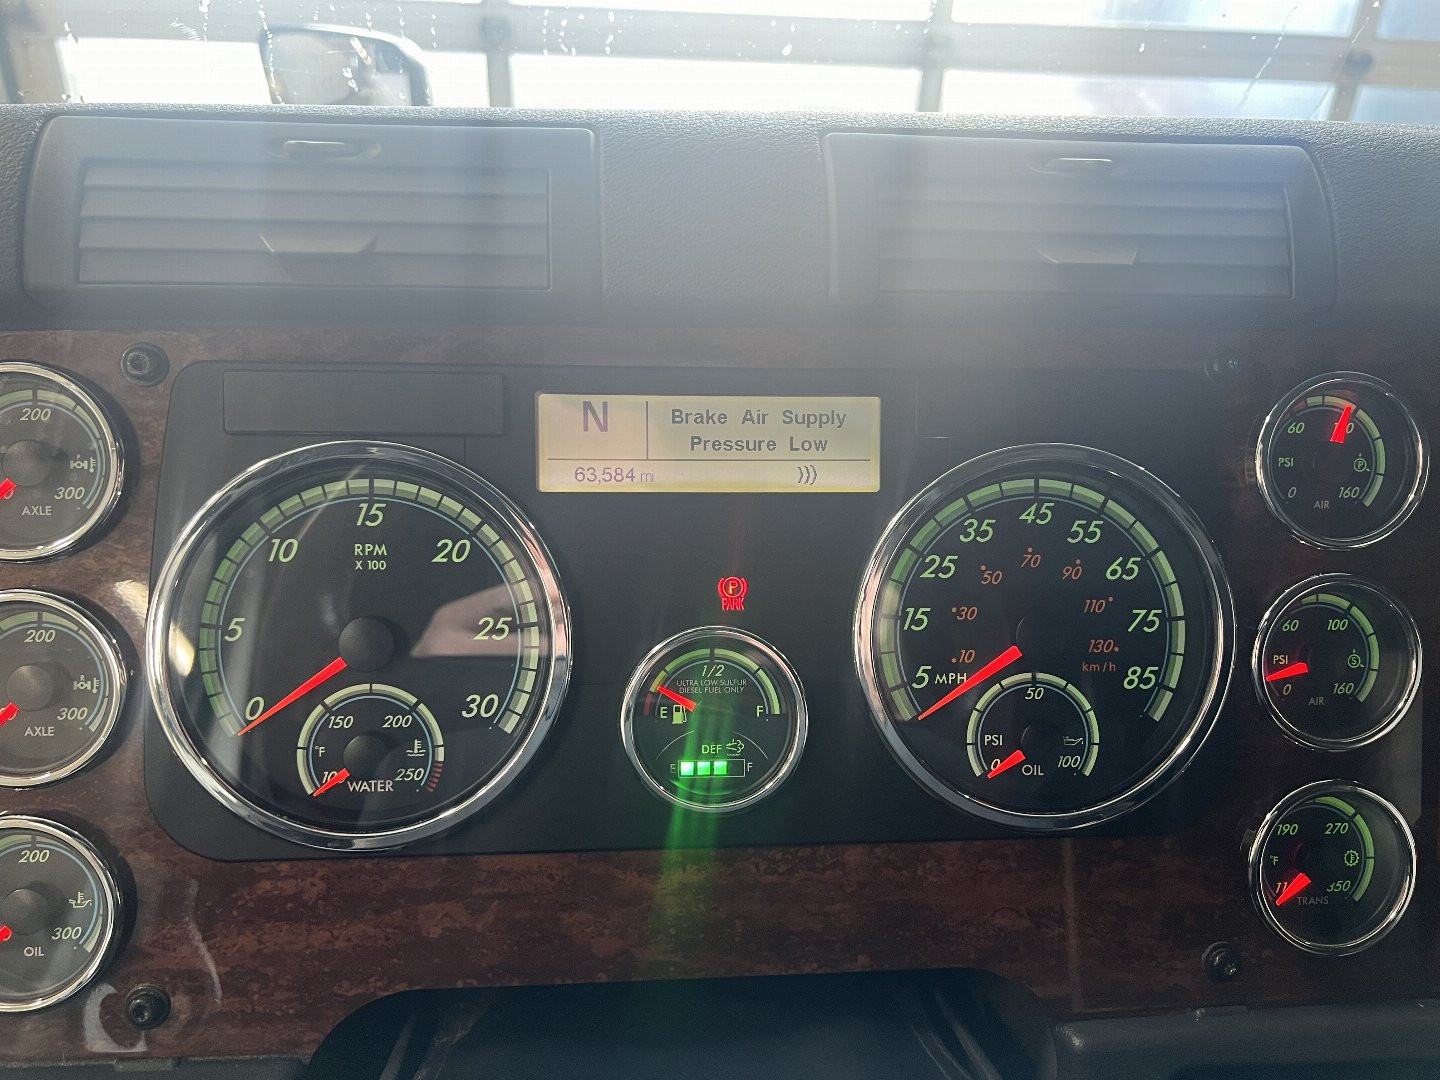 N
Brake Air Supply
Pressure Low
63,584 mi
)))
200
300
AXLE
200
300
AXLE
200
300
OIL
0
5
10
15
20
25
30
RPM
X 100
°F
150
200
250
WATER
P
PARK
1/2
ULTRA LOW SULFUR
DIESEL FUEL ONLY
E
F
DEF
E
F
5
15
25
35
45
55
65
75
85
MPH
10
30
50
70
90
110
130
km/h
PSI
0
50
100
OIL
60
PSI
0
160
P
AIR
60
100
PSI
0
160
S
AIR
190
270
°F
350
TRANS